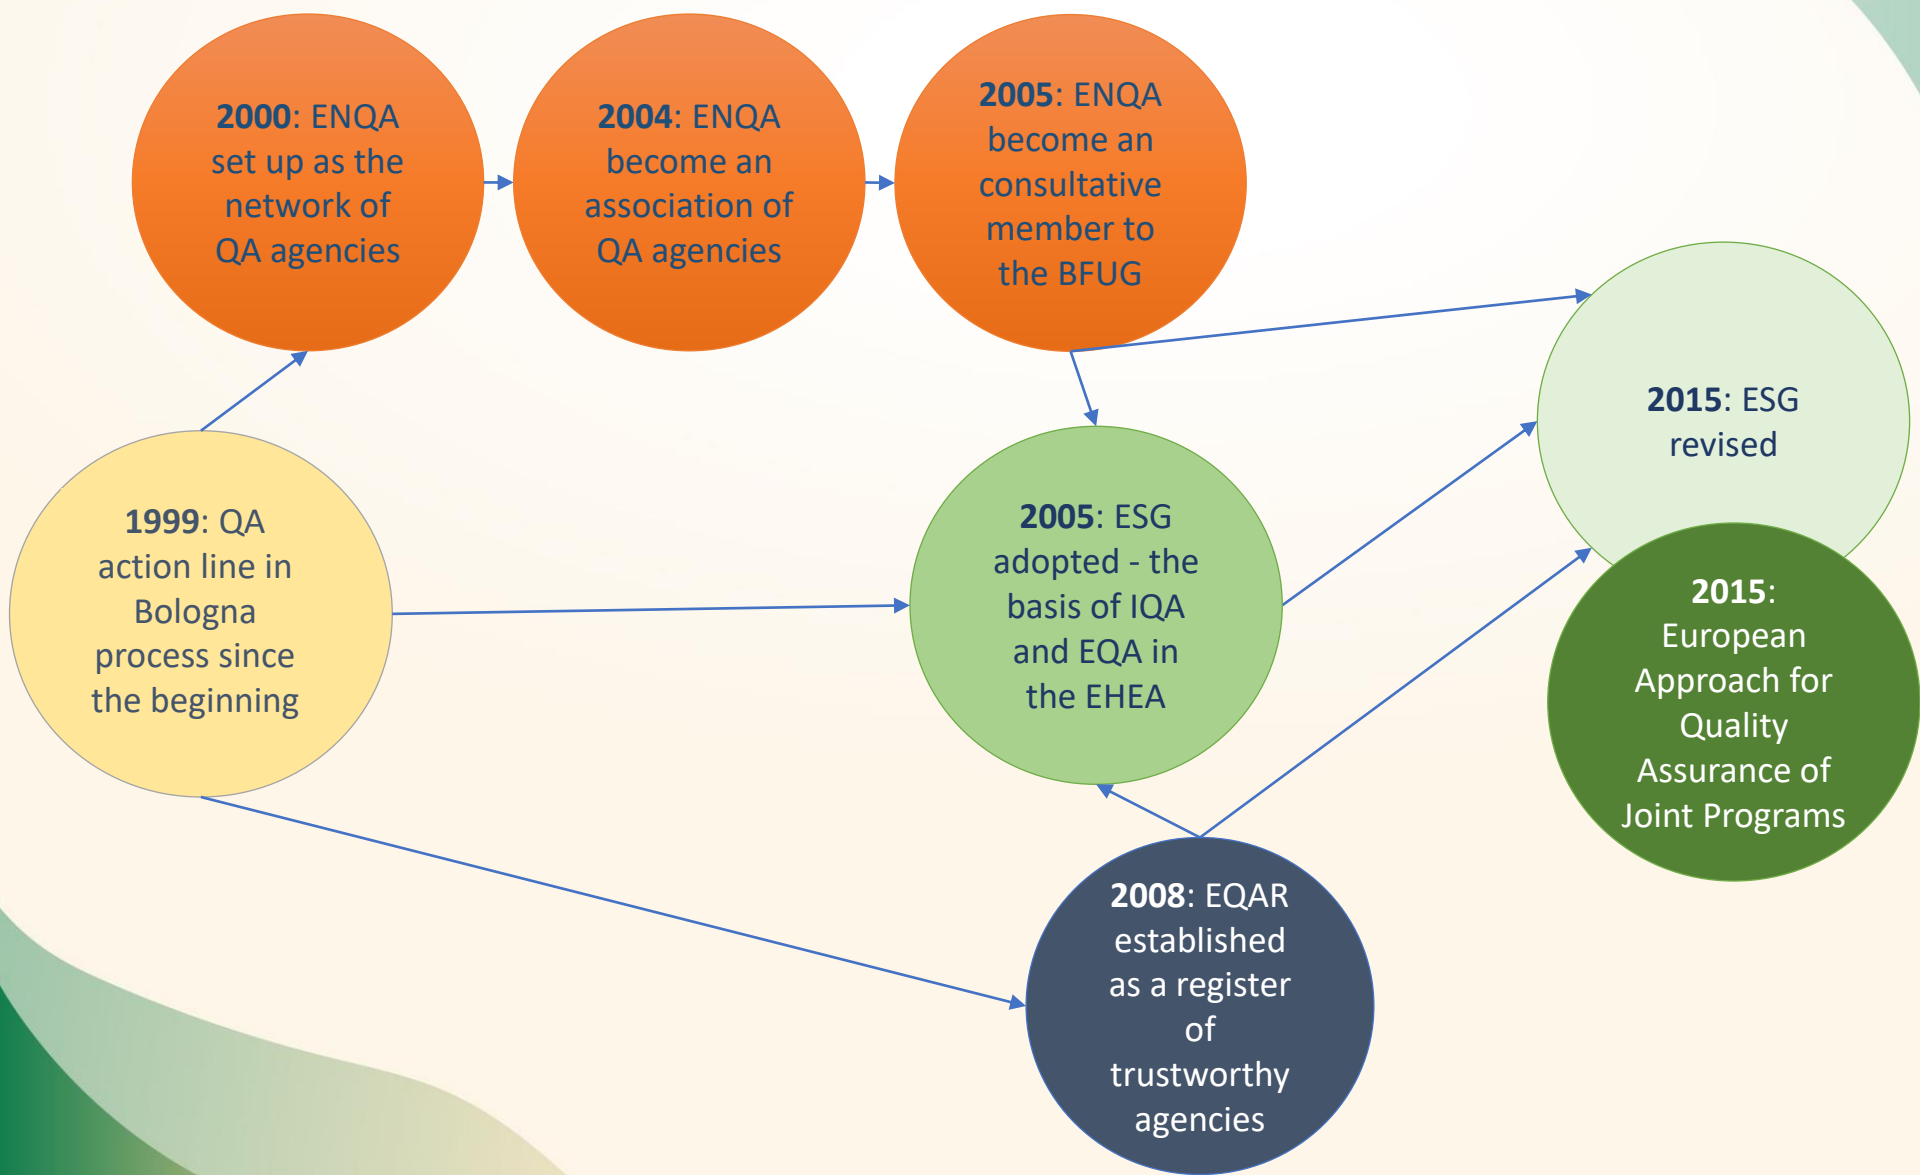 2000: ENQA
set up as the
network of
QA agencies
2004: ENQA
become an
association of
QA agencies
2005: ENQA
become an
consultative
member to
the BFUG
1999: QA
action line in
Bologna
process since
the beginning
2005: ESG
adopted - the
basis of IQA
and EQA in
the EHEA
2015: ESG
revised
2015:
European
Approach for
Quality
Assurance of
Joint Programs
2008: EQAR
established
as a register
of
trustworthy
agencies